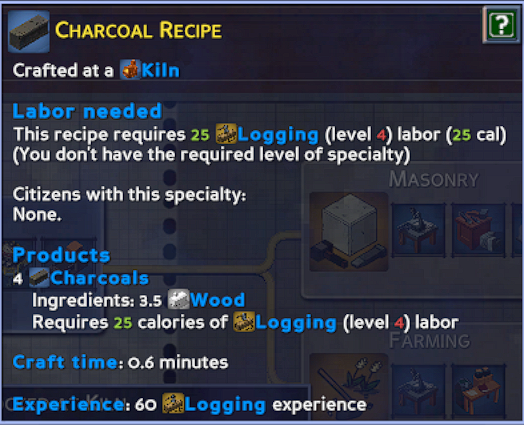 Charcoal Recipe
?
Crafted at a Kiln
Labor needed
This recipe requires 25 Logging (level 4) labor (25 cal)
(You don't have the required level of specialty)
Citizens with this specialty:
None.
Masonry
Products
4 Charcoals
Ingredients: 3.5 Wood
Requires 25 calories of Logging (level 4) labor
Farming
Craft time: 0.6 minutes
Experience: 60 Logging experience